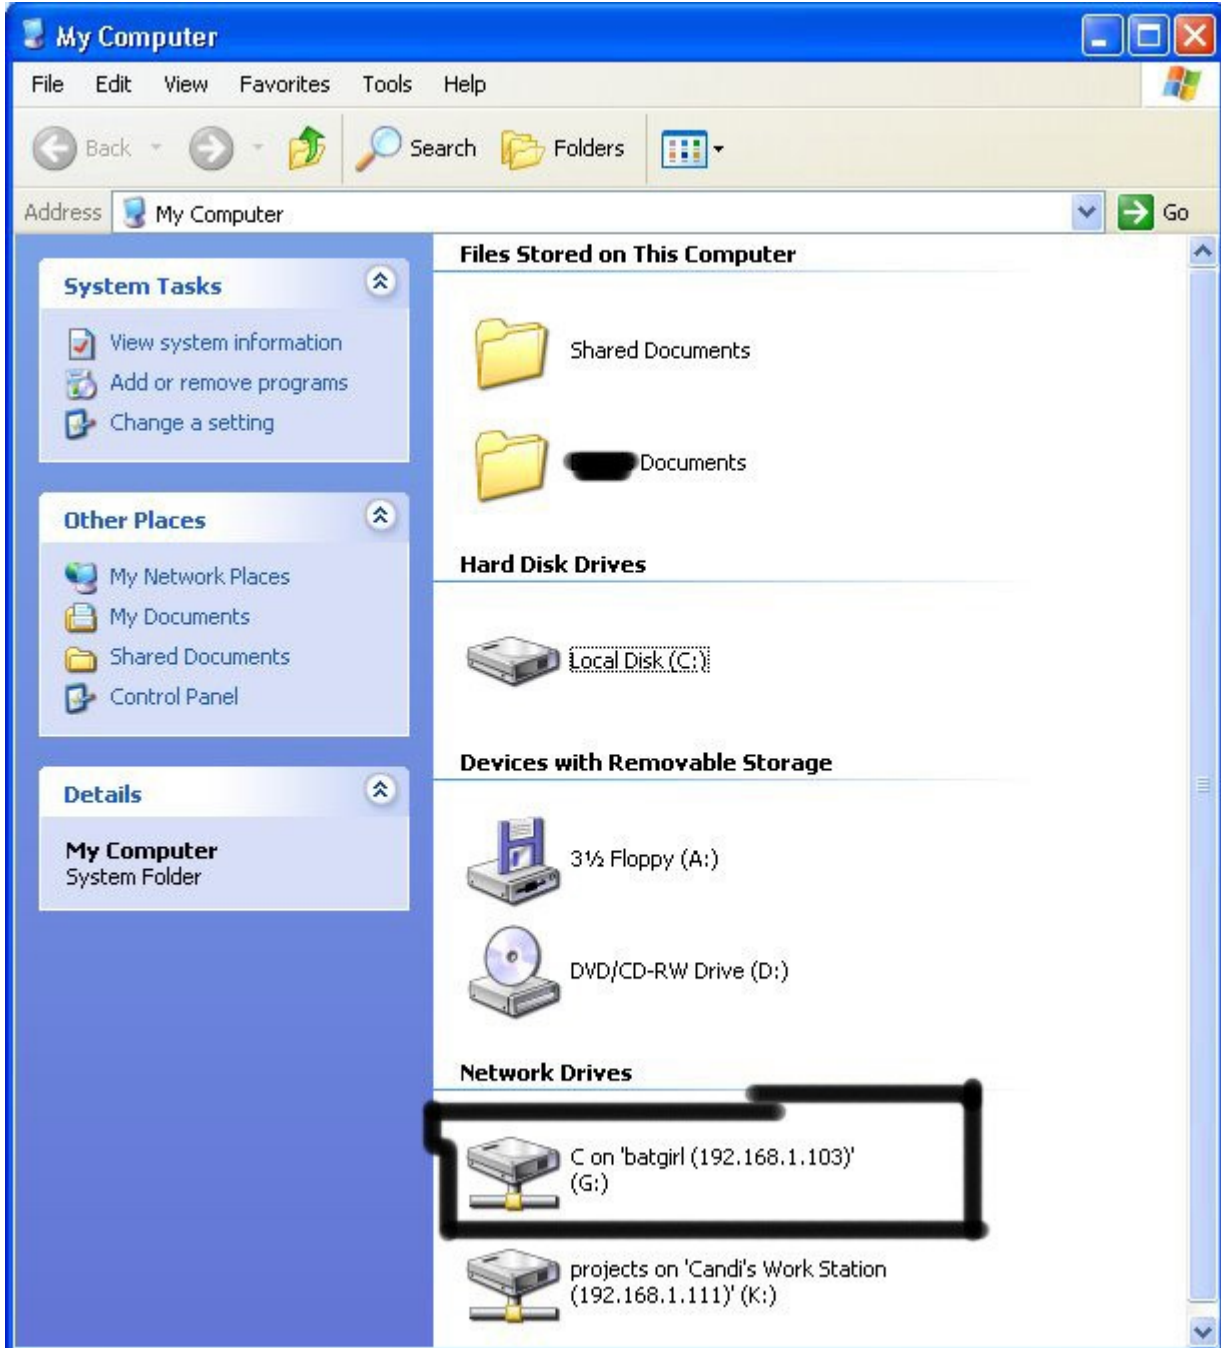 My Computer
File Edit View Favorites Tools Help
Back Search Folders
Address My Computer Go
System Tasks
View system information
Add or remove programs
Change a setting
Other Places
My Network Places
My Documents
Shared Documents
Control Panel
Details
My Computer
System Folder
Files Stored on This Computer
Shared Documents
Documents
Hard Disk Drives
Local Disk (C:)
Devices with Removable Storage
3½ Floppy (A:)
DVD/CD-RW Drive (D:)
Network Drives
C on 'batgirl (192.168.1.103)'
(G:)
projects on 'Candi's Work Station
(192.168.1.111)' (K:)